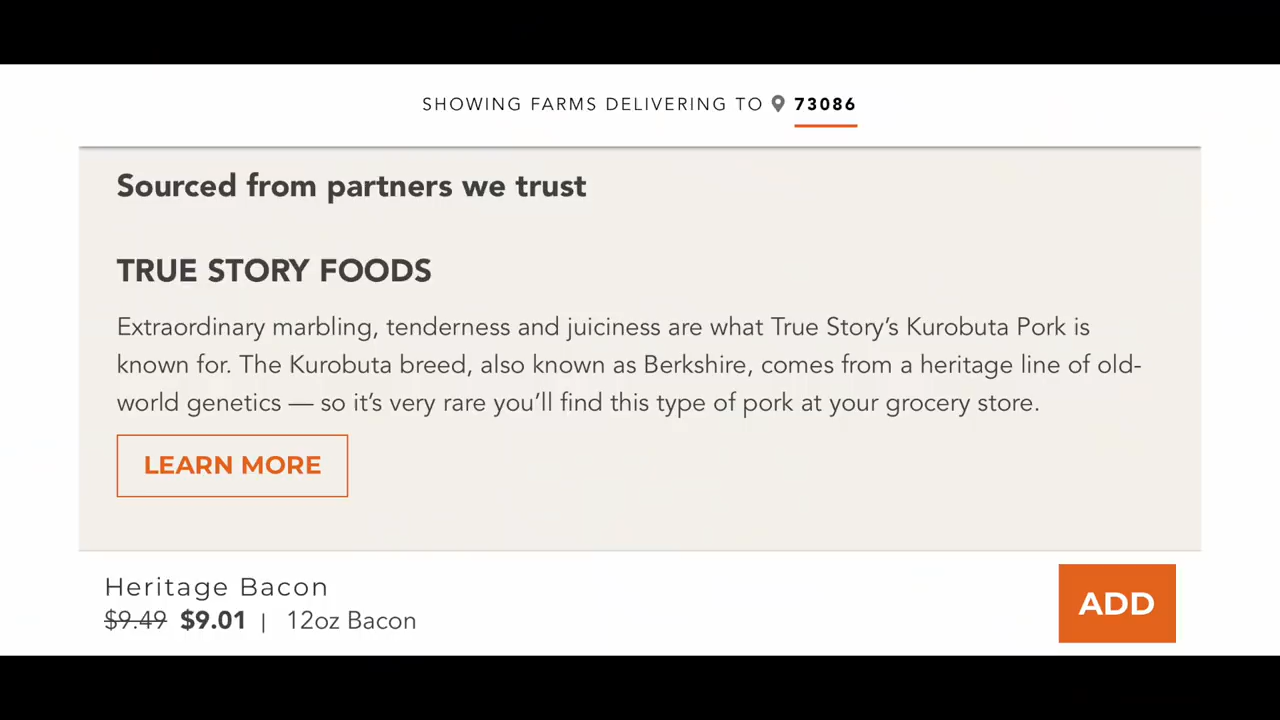 SHOWING FARMS DELIVERING TO 73086
Sourced from partners we trust
TRUE STORY FOODS
Extraordinary marbling, tenderness and juiciness are what True Story’s Kurobuta Pork is
known for. The Kurobuta breed, also known as Berkshire, comes from a heritage line of old-
world genetics — so it’s very rare you’ll find this type of pork at your grocery store.
LEARN MORE
Heritage Bacon
$9.49 $9.01 | 12oz Bacon
ADD